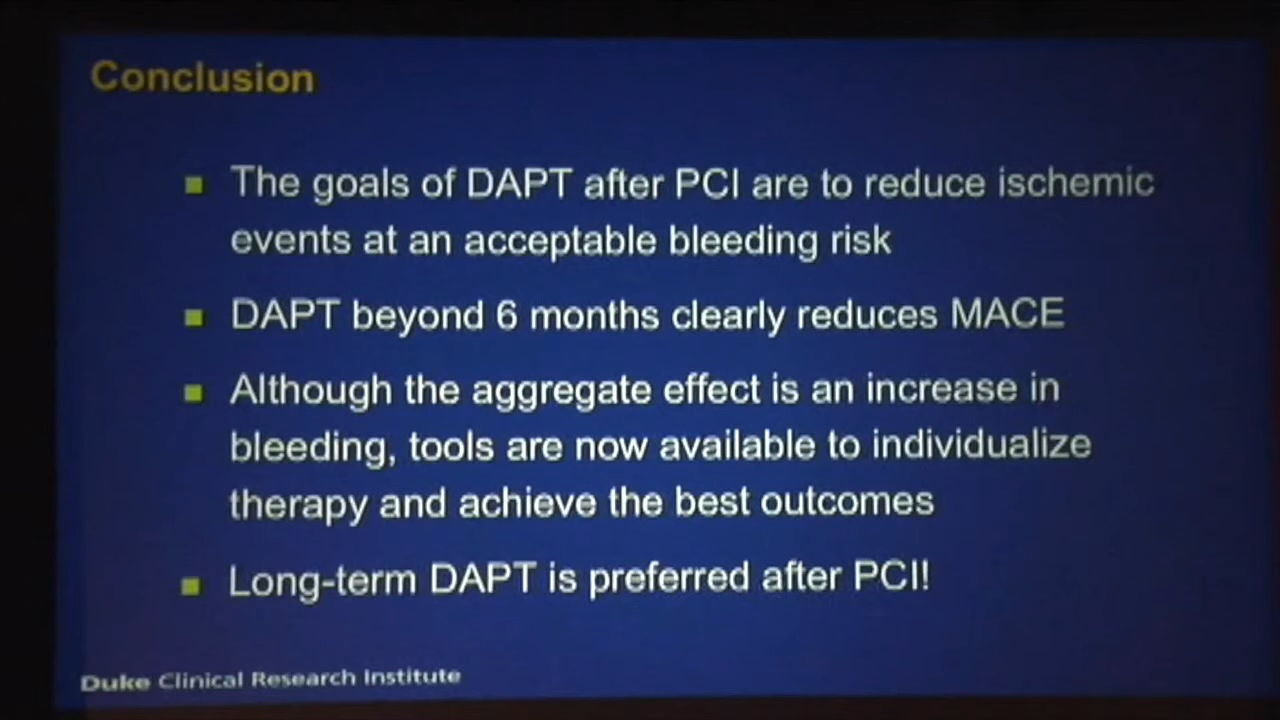 Conclusion
The goals of DAPT after PCI are to reduce ischemic
events at an acceptable bleeding risk
DAPT beyond 6 months clearly reduces MACE
Although the aggregate effect is an increase in
bleeding, tools are now available to individualize
therapy and achieve the best outcomes
Long-term DAPT is preferred after PCI!
Duke Clinical Research Institute